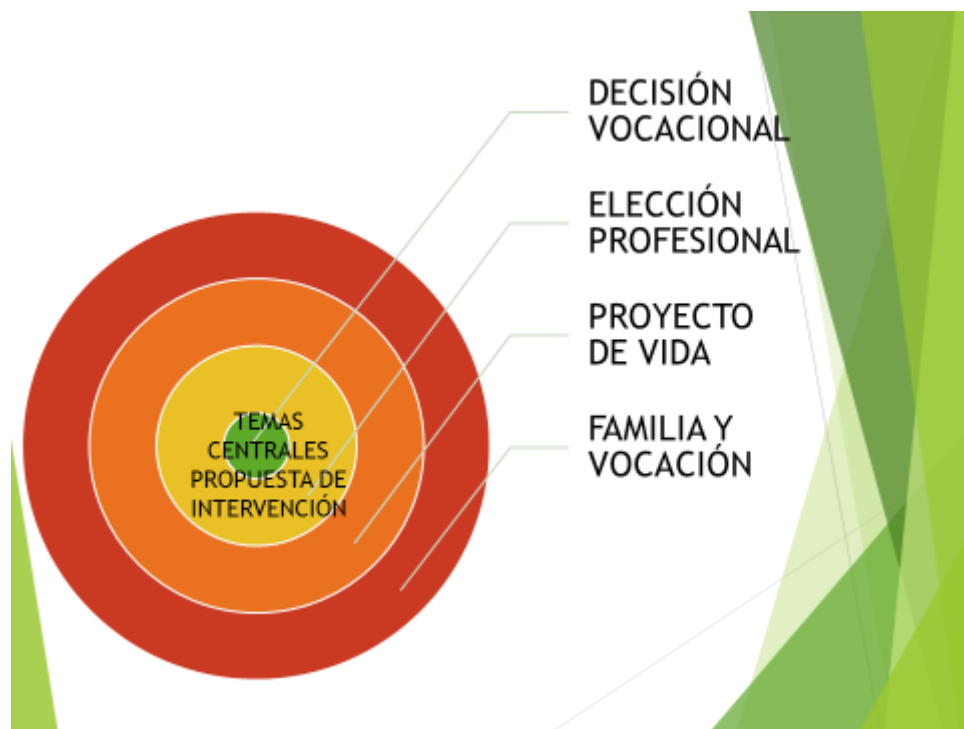 DECISIÓN
VOCACIONAL
ELECCIÓN
PROFESIONAL
PROYECTO
DE VIDA
FAMILIA Y
VOCACIÓN
TEMAS
CENTRALES
PROPUESTA DE
INTERVENCIÓN